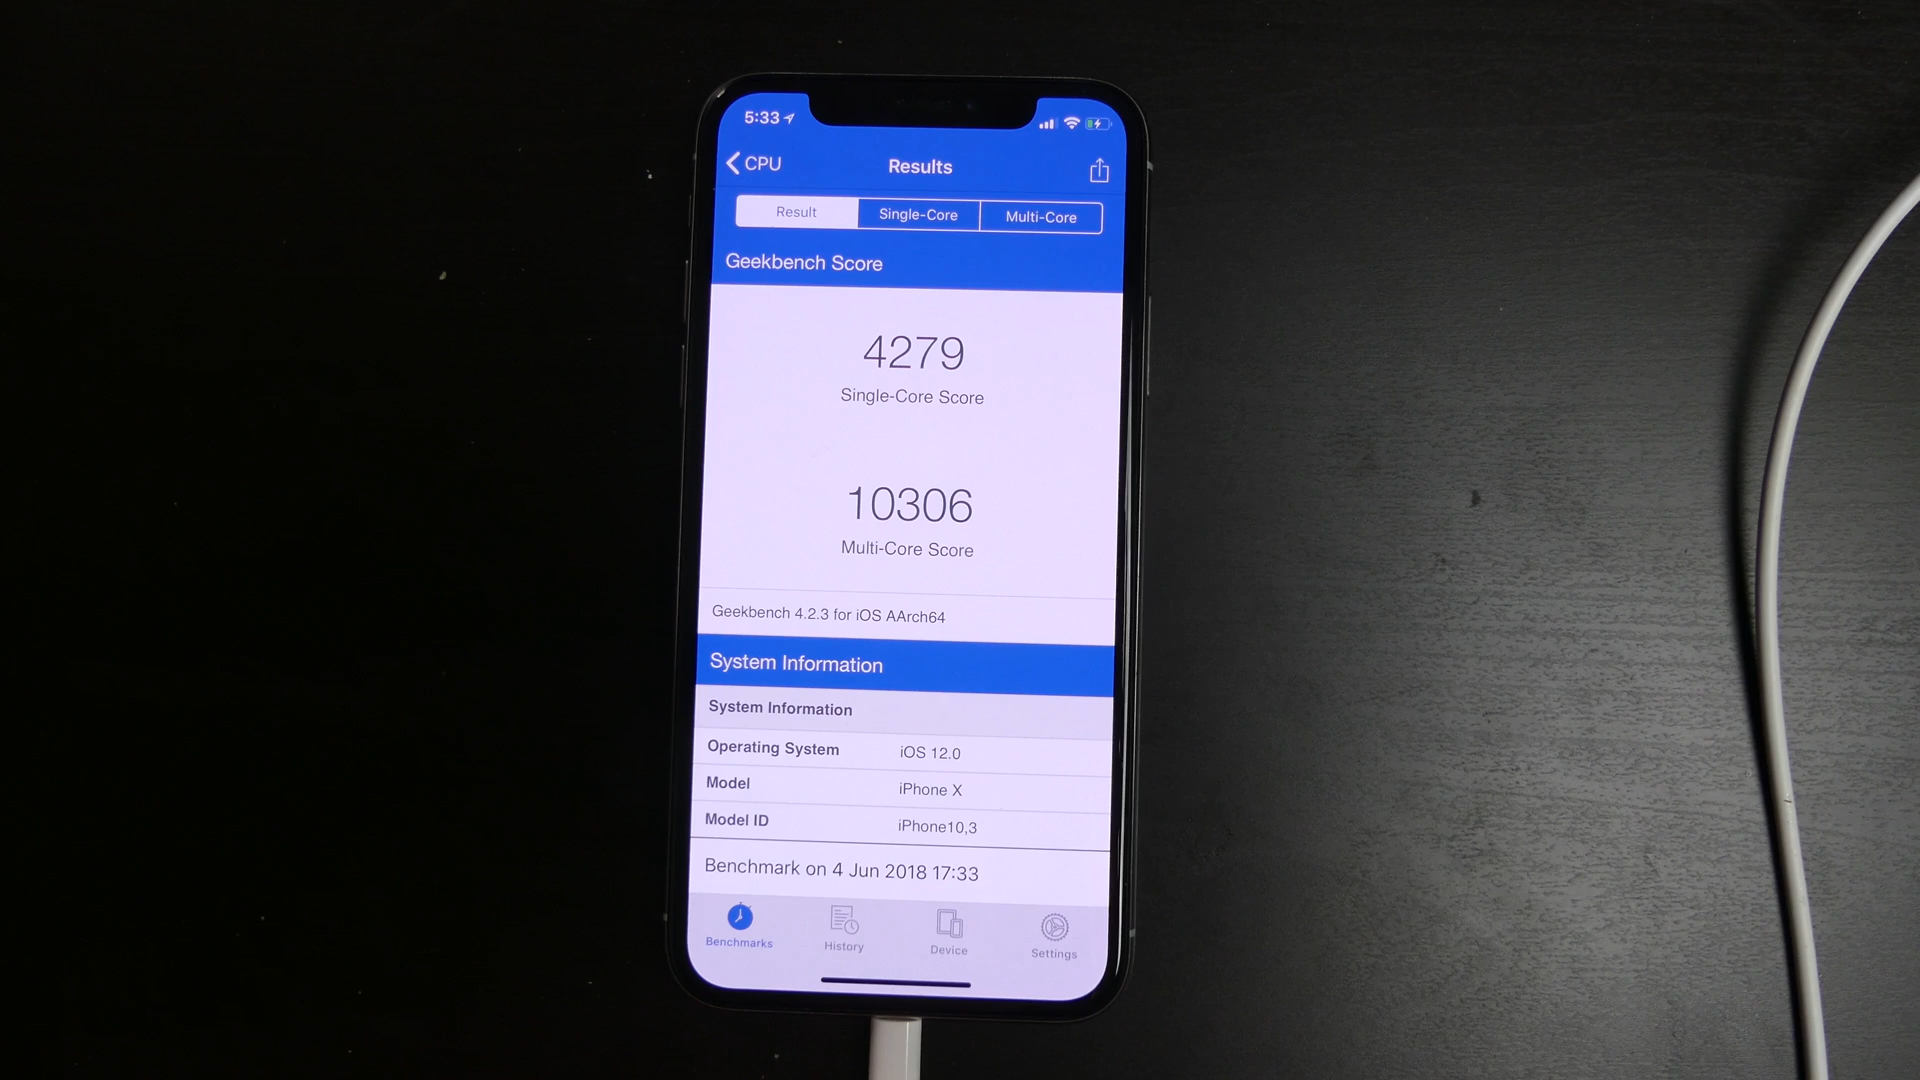 5:33
CPU
Results
Result
Single-Core
Multi-Core
Geekbench Score
4279
Single-Core Score
10306
Multi-Core Score
Geekbench 4.2.3 for iOS AArch64
System Information
System Information
Operating System iOS 12.0
Model iPhone X
Model ID iPhone10,3
Benchmark on 4 Jun 2018 17:33
Benchmarks
History
Device
Settings